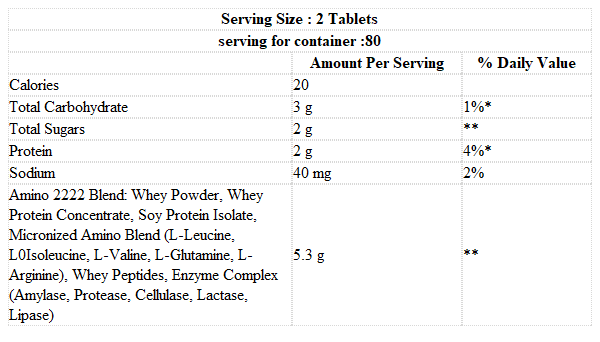 Serving Size : 2 Tablets
serving for container :80
Amount Per Serving % Daily Value
Calories 20
Total Carbohydrate 3 g 1%*
Total Sugars 2 g **
Protein 2 g 4%*
Sodium 40 mg 2%
Amino 2222 Blend: Whey Powder, Whey
Protein Concentrate, Soy Protein Isolate,
Micronized Amino Blend (L-Leucine,
L0Isoleucine, L-Valine, L-Glutamine, L-
Arginine), Whey Peptides, Enzyme Complex
(Amylase, Protease, Cellulase, Lactase,
Lipase)
5.3 g **